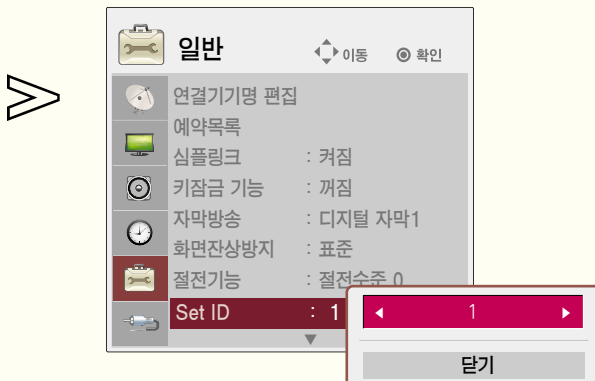 일반 이동 확인
연결기기명 편집
예약목록
심플링크 : 켜짐
키잠금 기능 : 꺼짐
자막방송 : 디지털 자막1
화면잔상방지 : 표준
절전기능 : 절전수준 0
Set ID : 1
1
닫기